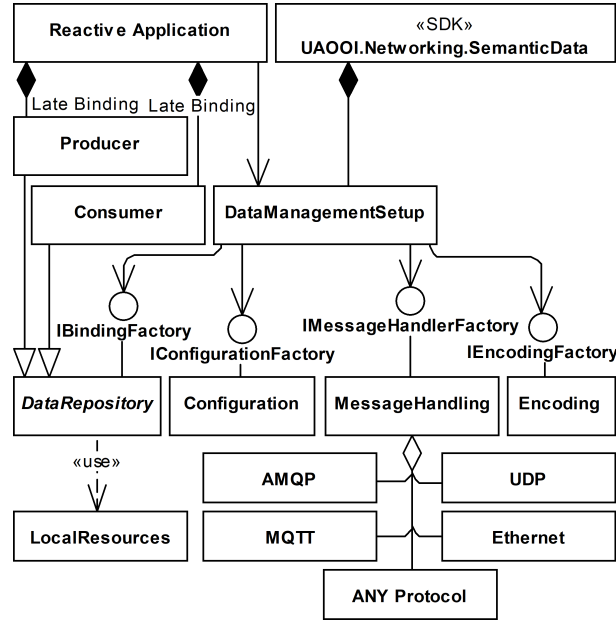 Reactive Application
«SDK»
UAOOI.Networking.SemanticData
Late Binding
Late Binding
Producer
Consumer
DataManagementSetup
IBindingFactory
IConfigurationFactory
IMessageHandlerFactory
IEncodingFactory
DataRepository
Configuration
MessageHandling
Encoding
«use»
AMQP
UDP
LocalResources
MQTT
Ethernet
ANY Protocol